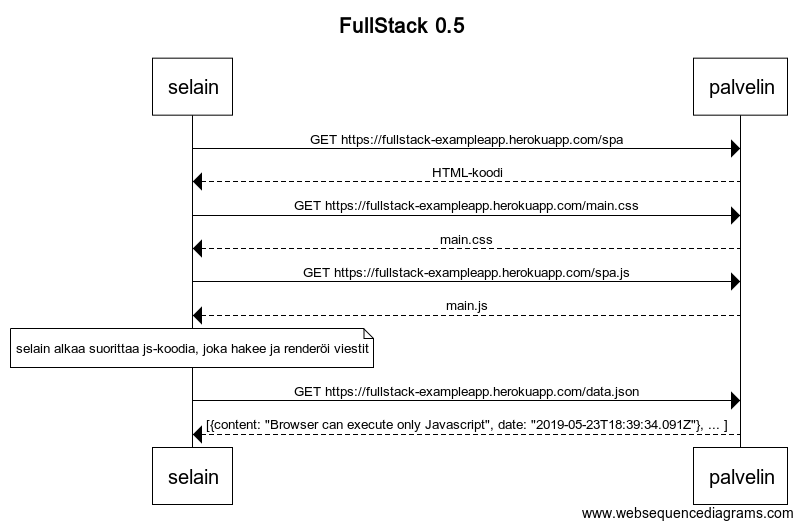 FullStack 0.5
selain
palvelin
GET https://fullstack-exampleapp.herokuapp.com/spa
HTML-koodi
GET https://fullstack-exampleapp.herokuapp.com/main.css
main.css
GET https://fullstack-exampleapp.herokuapp.com/spa.js
main.js
selain alkaa suorittaa js-koodia, joka hakee ja renderöi viestit
GET https://fullstack-exampleapp.herokuapp.com/data.json
[{content: "Browser can execute only Javascript", date: "2019-05-23T18:39:34.091Z"}, ... ]
selain
palvelin
www.websequencediagrams.com